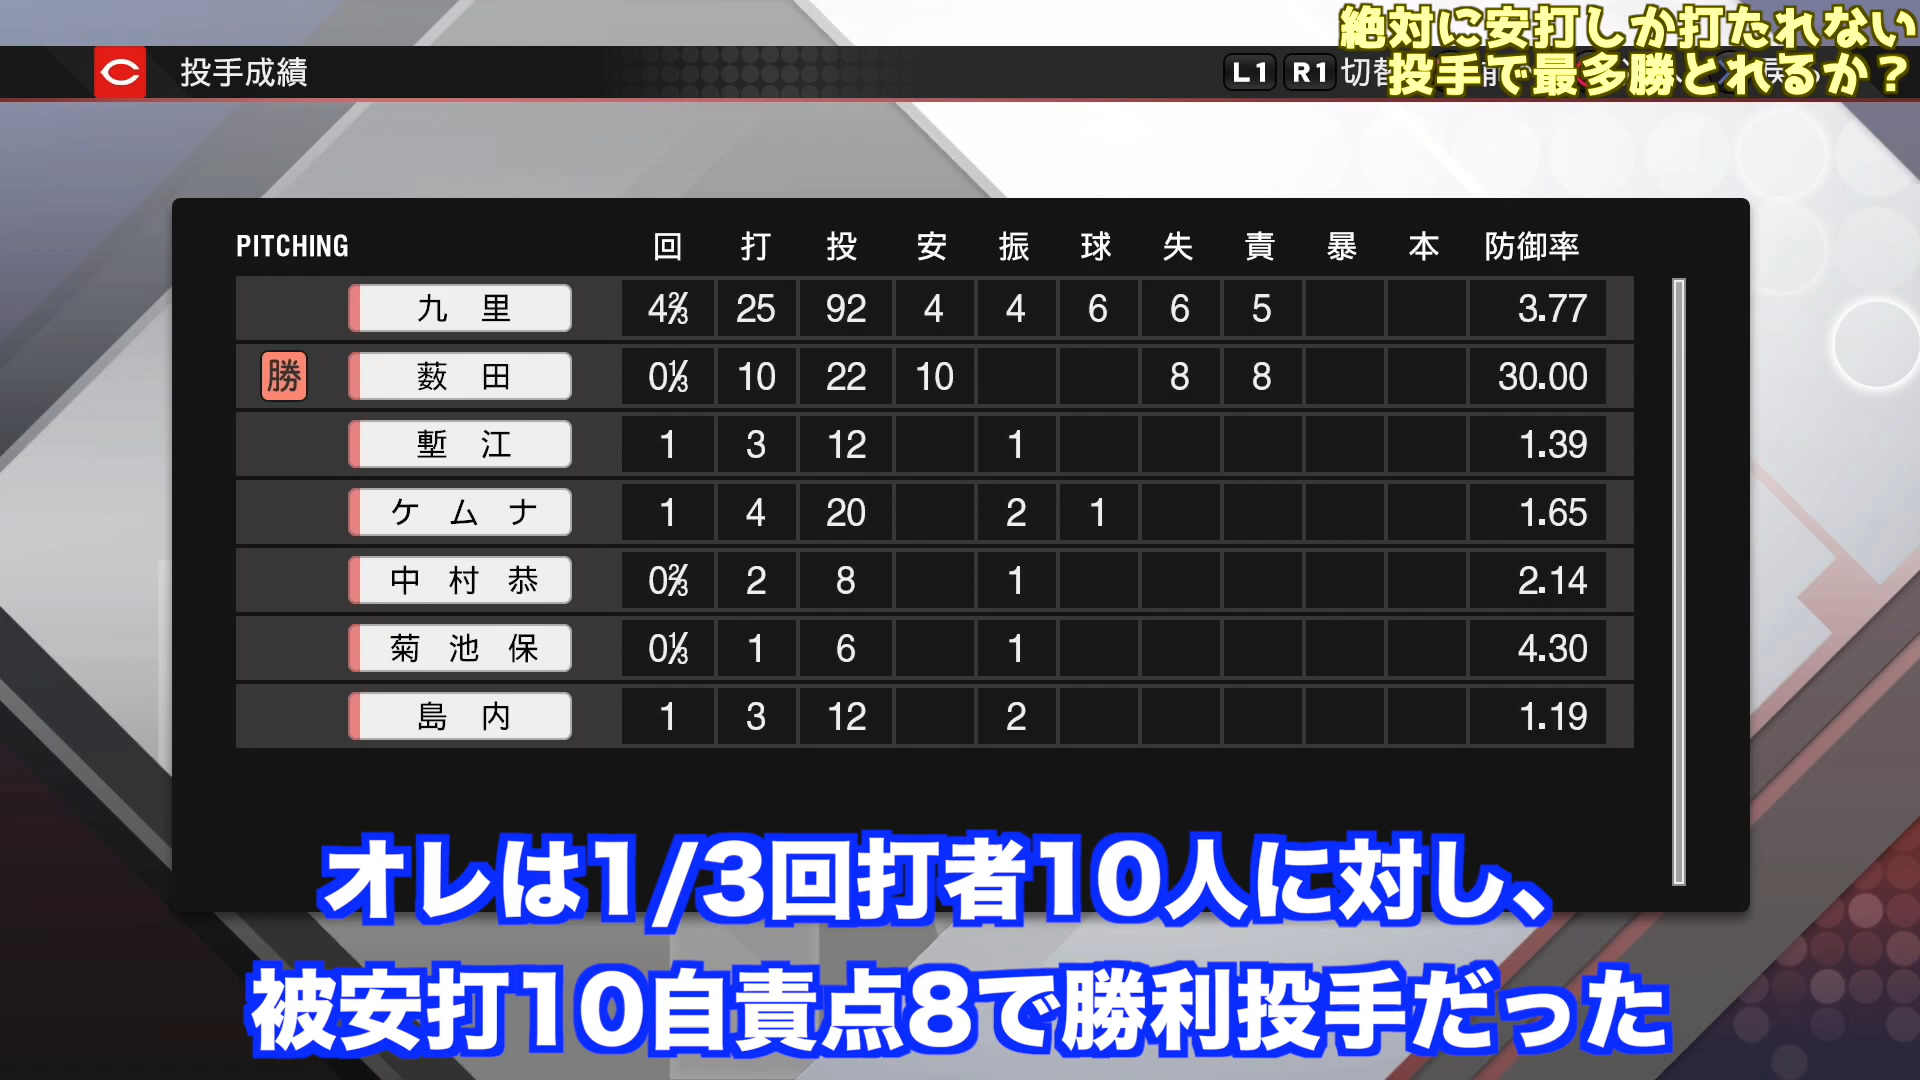 絶対に安打しか打たれない
投手成績 L1 R1 切替 投手で最多勝とれるか？
PITCHING 回 打 投 安 振 球 失 責 暴 本 防御率
九里 4⅔ 25 92 4 4 6 6 5 3.77
勝 薮田 0⅓ 10 22 10 8 8 30.00
塹江 1 3 12 1 1.39
ケムナ 1 4 20 2 1 1.65
中村恭 0⅔ 2 8 1 2.14
菊池保 0⅓ 1 6 1 4.30
島内 1 3 12 2 1.19
オレは1/3回打者10人に対し、
被安打10自責点8で勝利投手だった